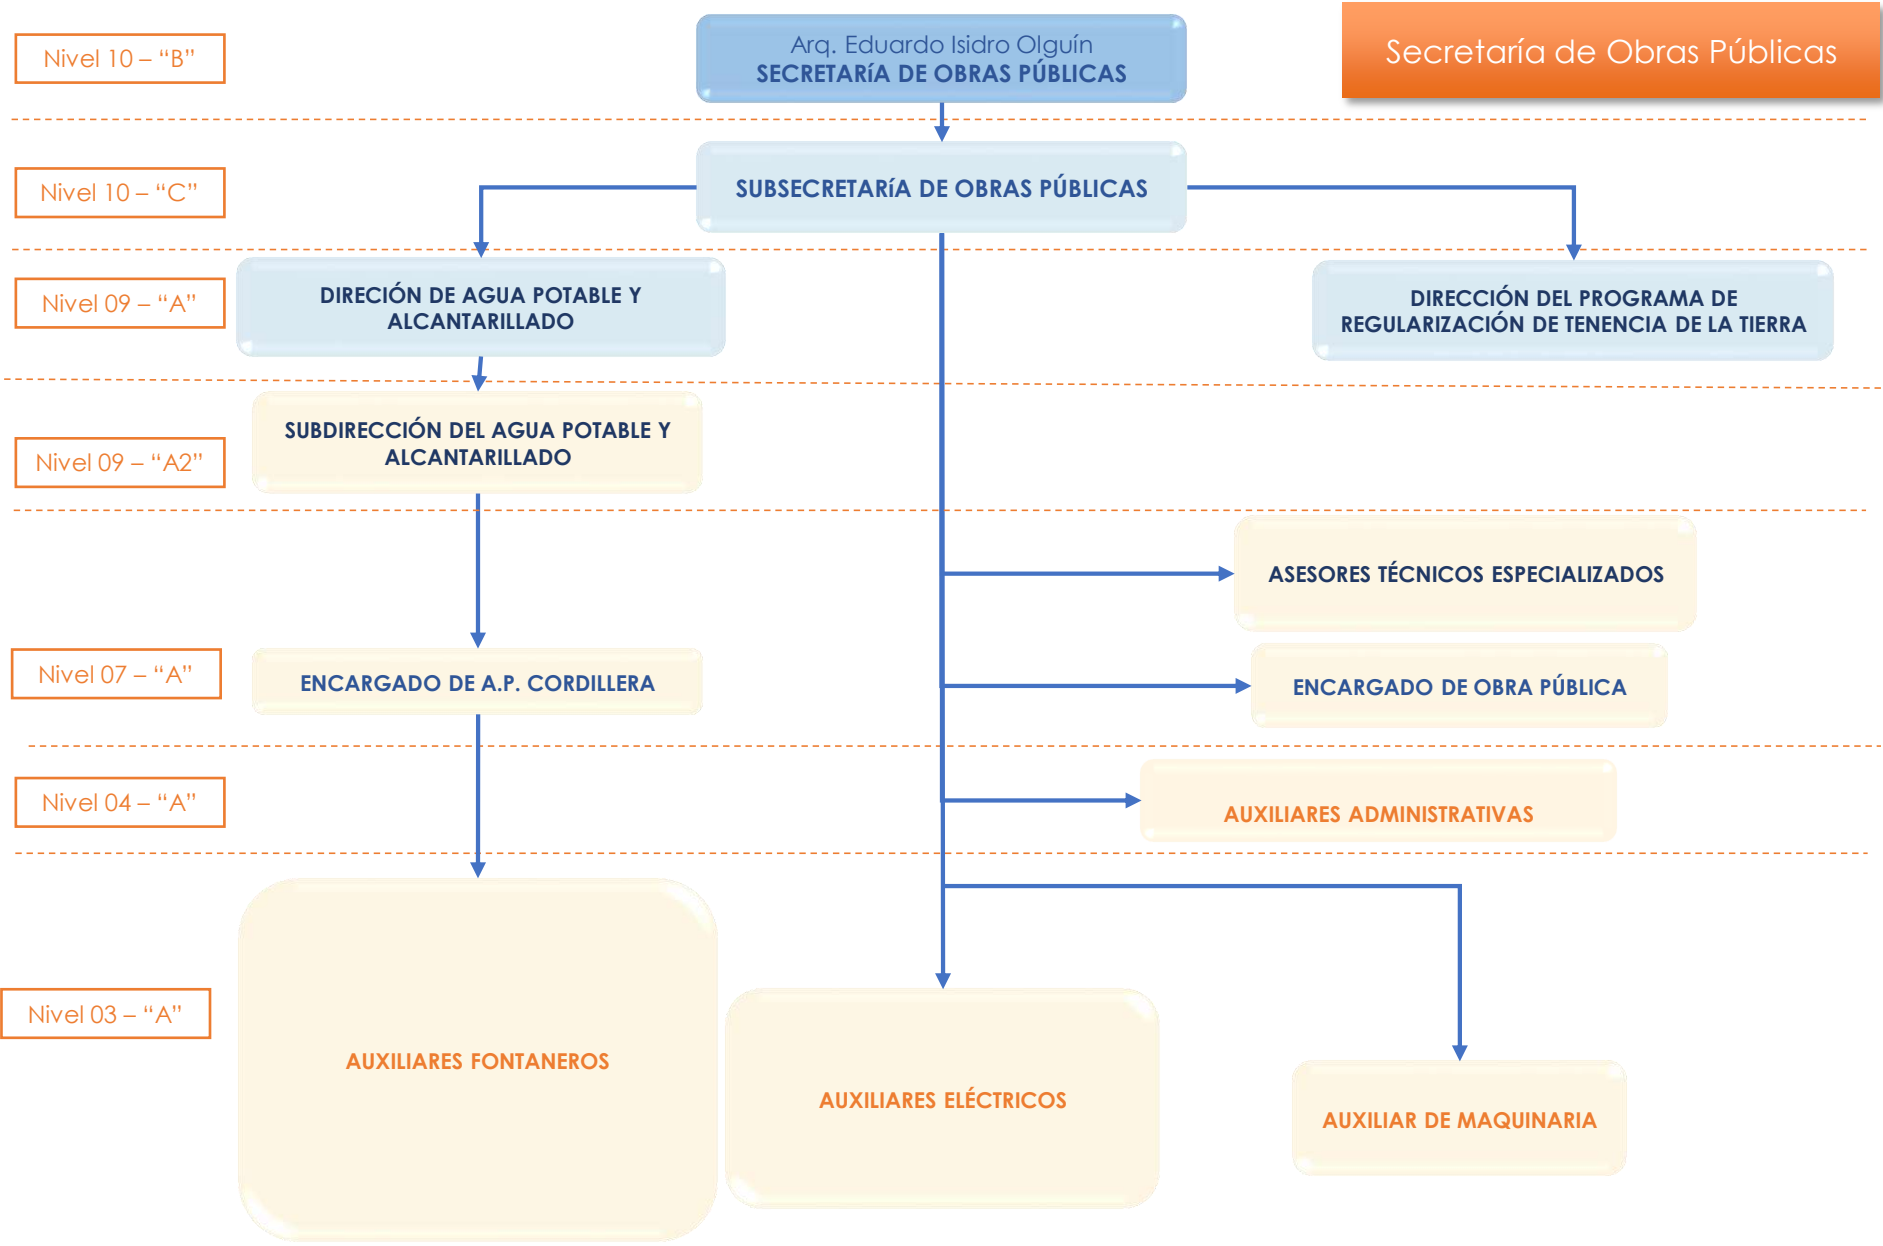 Secretaría de Obras Públicas
Nivel 10 – “B”
Arq. Eduardo Isidro Olguín
SECRETARíA DE OBRAS PÚBLICAS
Nivel 10 – “C”
SUBSECRETARíA DE OBRAS PÚBLICAS
Nivel 09 – “A”
DIRECIÓN DE AGUA POTABLE Y
ALCANTARILLADO
DIRECCIÓN DEL PROGRAMA DE
REGULARIZACIÓN DE TENENCIA DE LA TIERRA
Nivel 09 – “A2”
SUBDIRECCIÓN DEL AGUA POTABLE Y
ALCANTARILLADO
ASESORES TÉCNICOS ESPECIALIZADOS
Nivel 07 – “A”
ENCARGADO DE A.P. CORDILLERA
ENCARGADO DE OBRA PÚBLICA
Nivel 04 – “A”
AUXILIARES ADMINISTRATIVAS
Nivel 03 – “A”
AUXILIARES FONTANEROS
AUXILIARES ELÉCTRICOS
AUXILIAR DE MAQUINARIA